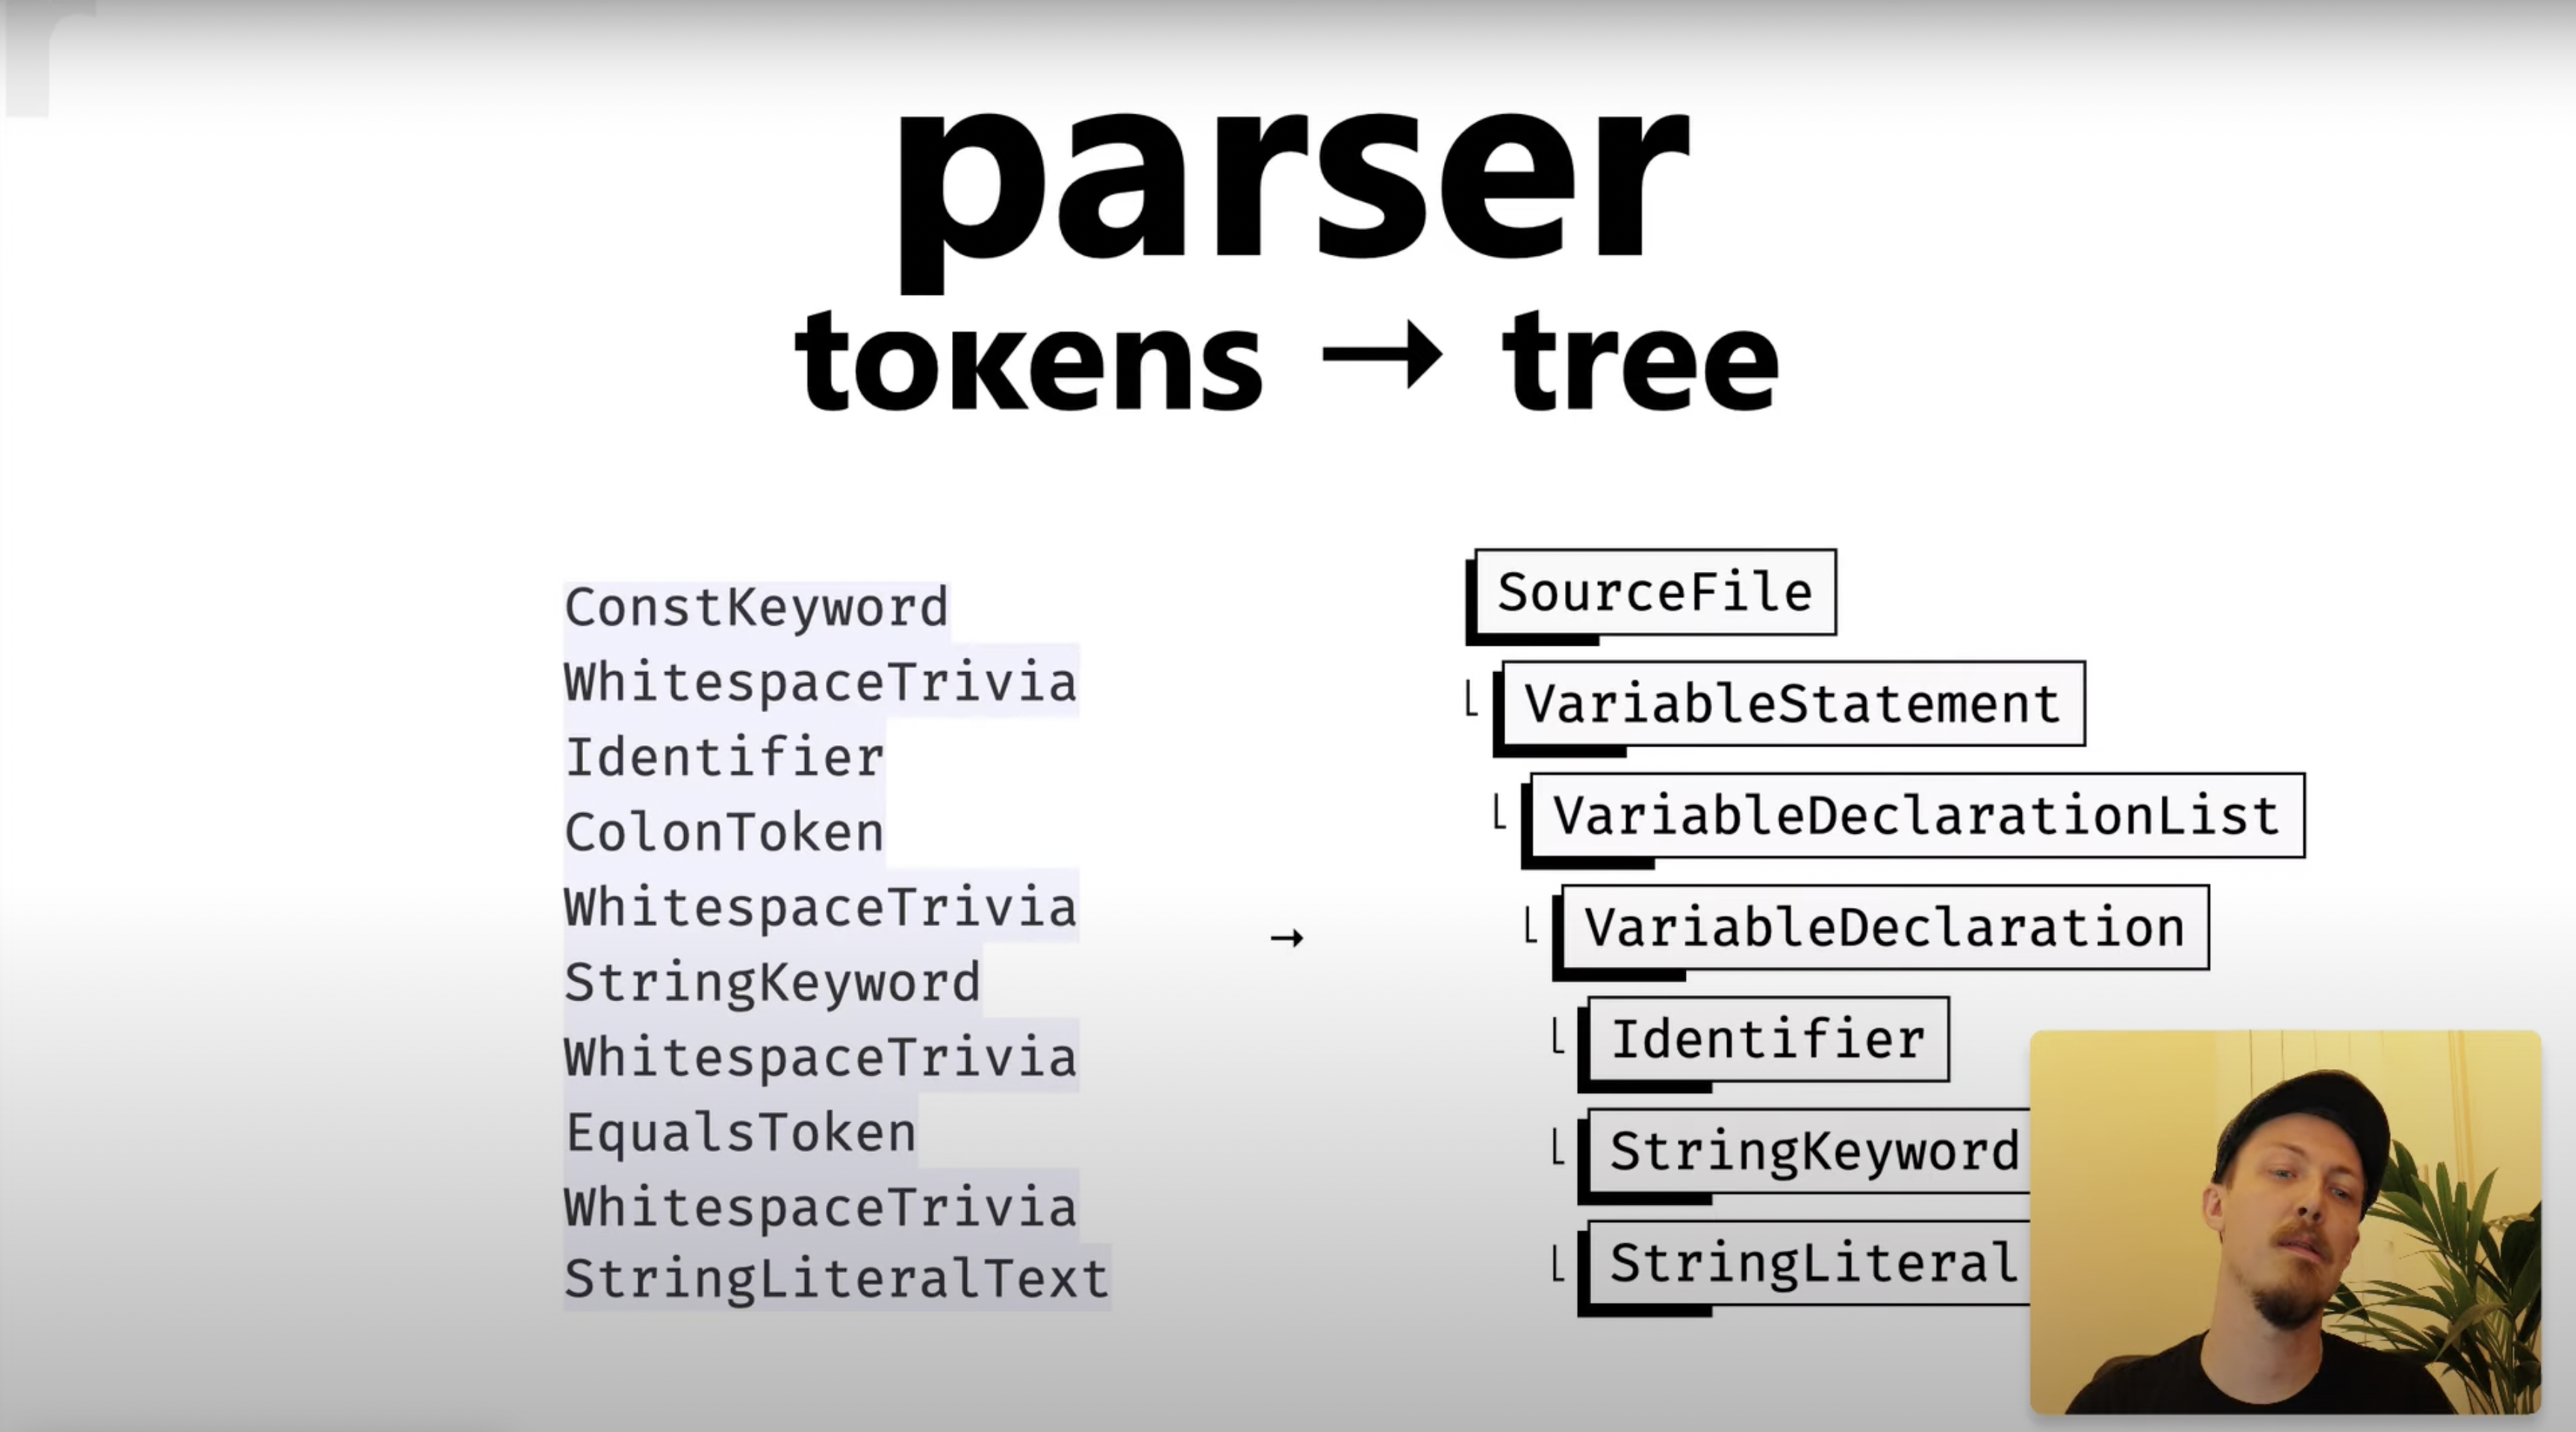 parser
tokens → tree
ConstKeyword
WhitespaceTrivia
Identifier
ColonToken
WhitespaceTrivia
StringKeyword
WhitespaceTrivia
EqualsToken
WhitespaceTrivia
StringLiteralText
→
SourceFile
VariableStatement
VariableDeclarationList
VariableDeclaration
Identifier
StringKeyword
StringLiteral